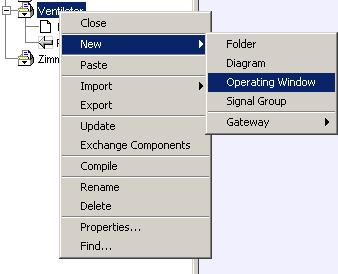 Ventilator
Close
New
Paste
Import
Export
Update
Exchange Components
Compile
Rename
Delete
Properties...
Find...
Folder
Diagram
Operating Window
Signal Group
Gateway